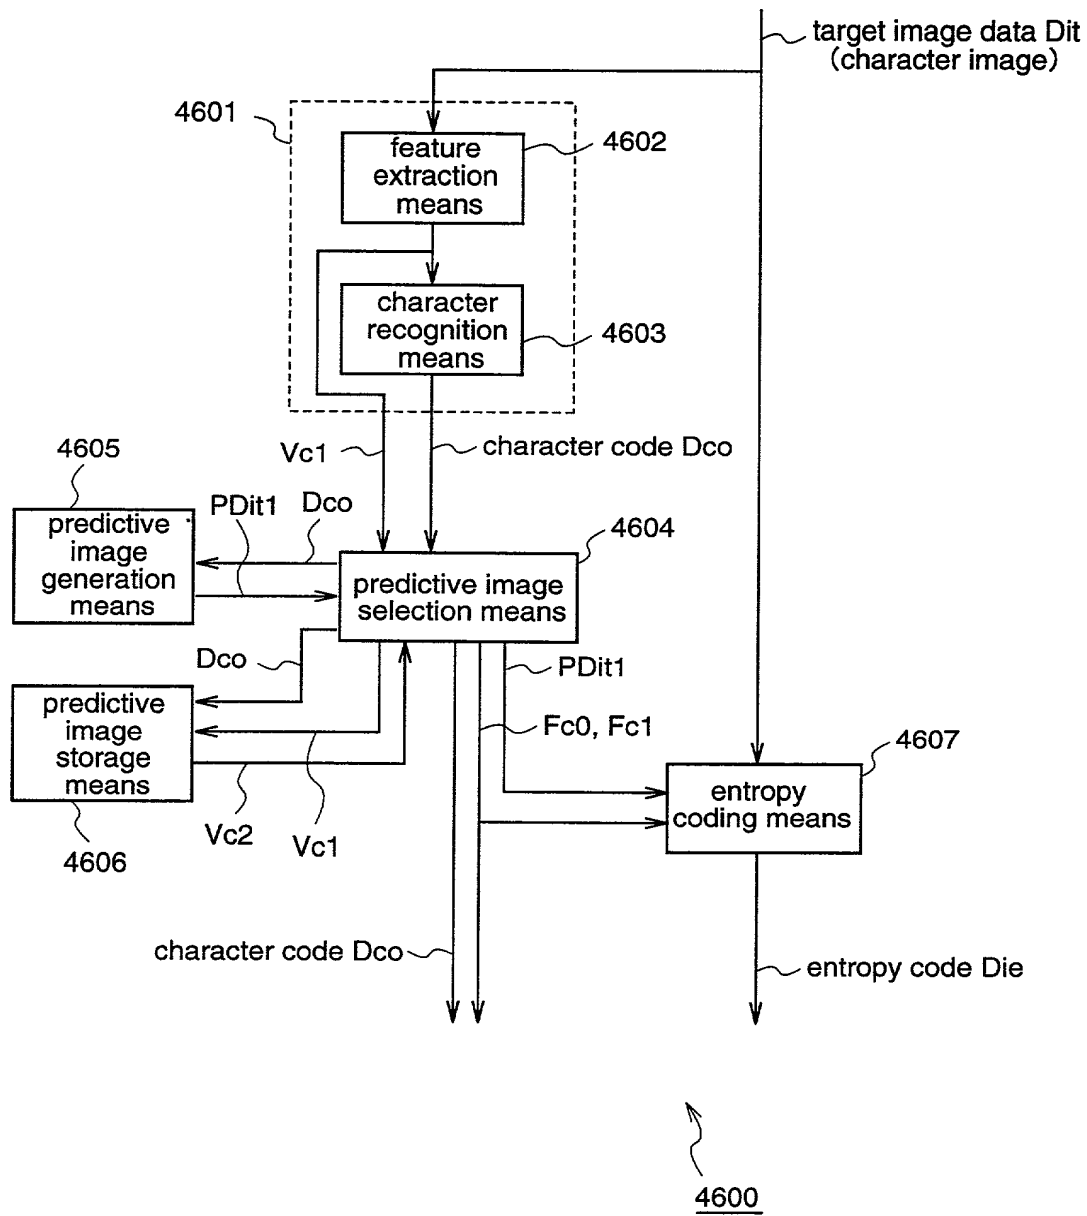 target image data Dit
(character image)
4601
feature
extraction
means
4602
character
recognition
means
4603
Vc1
character code Dco
4605
PDit1
Dco
predictive
image
generation
means
4604
predictive image
selection means
Dco
PDit1
predictive
image
storage
means
Fc0, Fc1
4607
entropy
coding means
Vc2
Vc1
4606
character code Dco
entropy code Die
4600